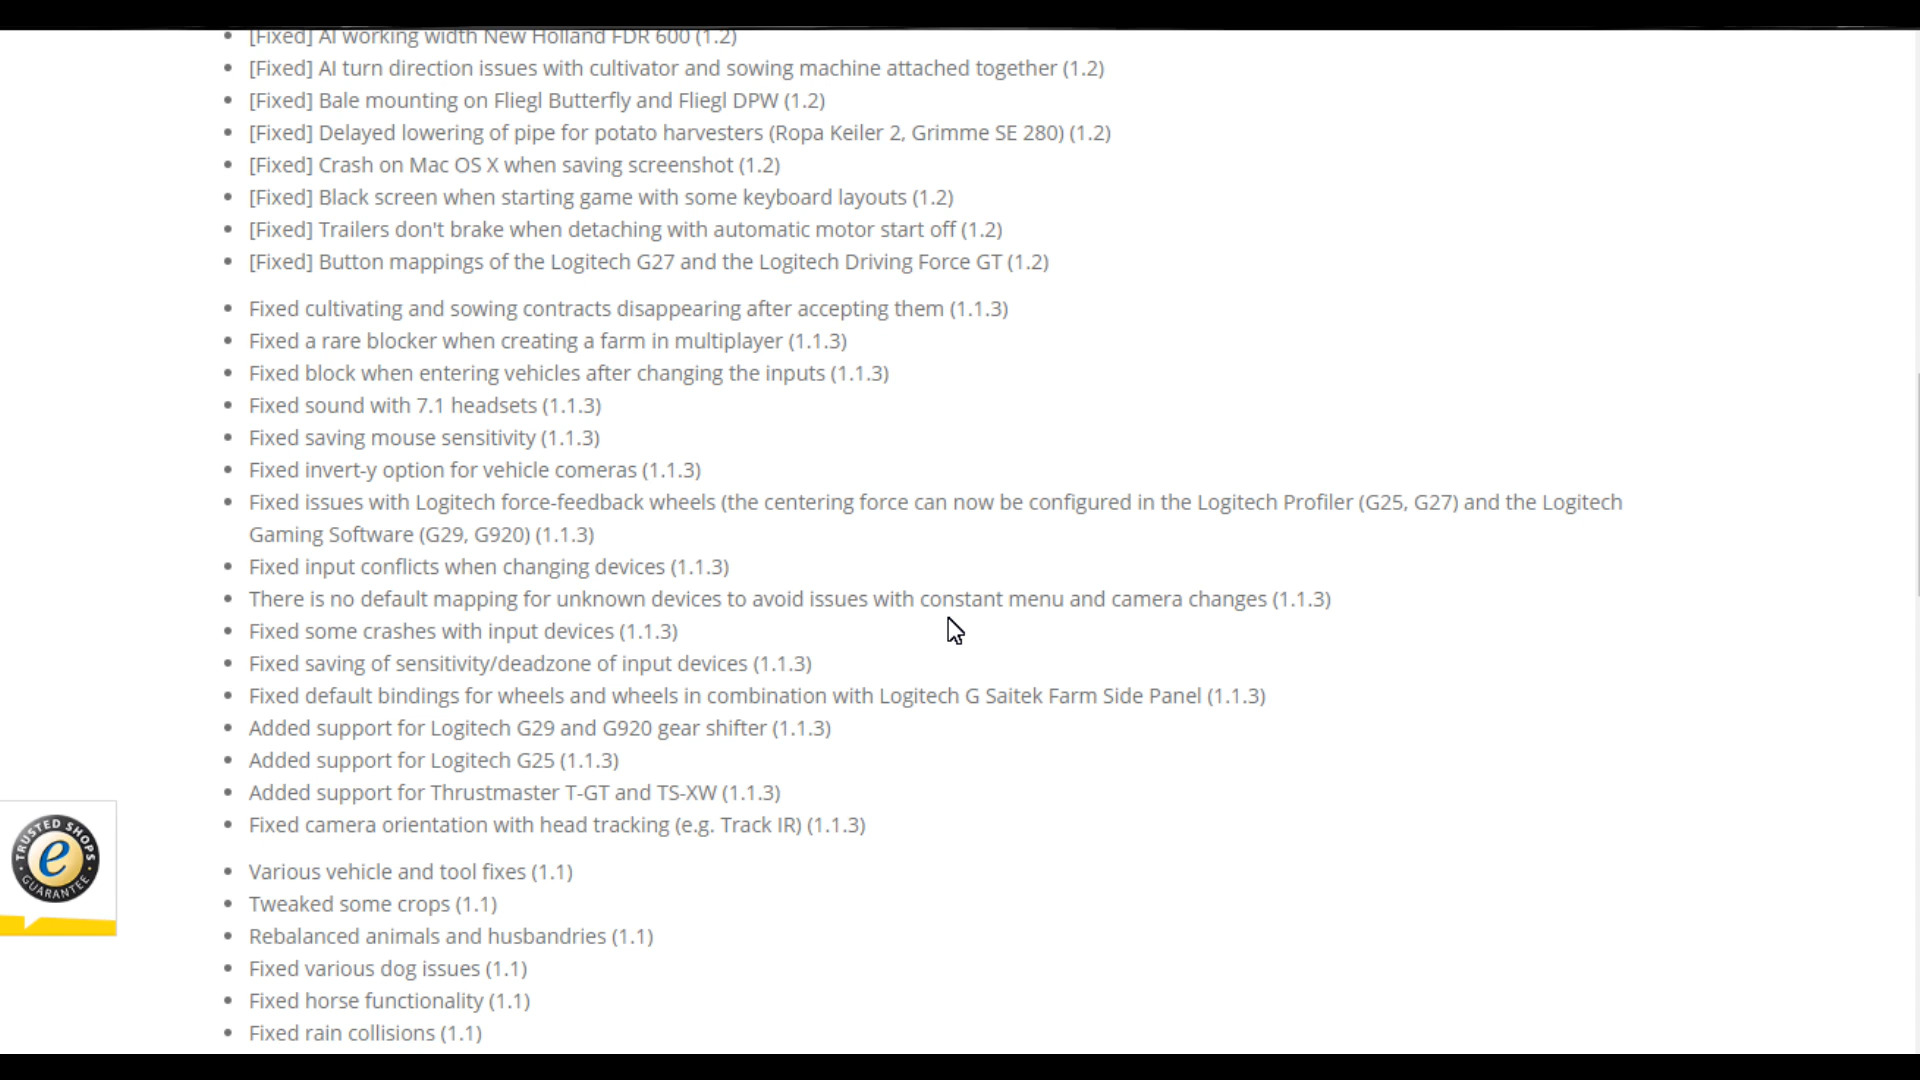 • [Fixed] AI working width New Holland FDR 600 (1.2)
• [Fixed] AI turn direction issues with cultivator and sowing machine attached together (1.2)
• [Fixed] Bale mounting on Fliegl Butterfly and Fliegl DPW (1.2)
• [Fixed] Delayed lowering of pipe for potato harvesters (Ropa Keiler 2, Grimme SE 280) (1.2)
• [Fixed] Crash on Mac OS X when saving screenshot (1.2)
• [Fixed] Black screen when starting game with some keyboard layouts (1.2)
• [Fixed] Trailers don't brake when detaching with automatic motor start off (1.2)
• [Fixed] Button mappings of the Logitech G27 and the Logitech Driving Force GT (1.2)
• Fixed cultivating and sowing contracts disappearing after accepting them (1.1.3)
• Fixed a rare blocker when creating a farm in multiplayer (1.1.3)
• Fixed block when entering vehicles after changing the inputs (1.1.3)
• Fixed sound with 7.1 headsets (1.1.3)
• Fixed saving mouse sensitivity (1.1.3)
• Fixed invert-y option for vehicle comeras (1.1.3)
• Fixed issues with Logitech force-feedback wheels (the centering force can now be configured in the Logitech Profiler (G25, G27) and the Logitech
Gaming Software (G29, G920) (1.1.3)
• Fixed input conflicts when changing devices (1.1.3)
• There is no default mapping for unknown devices to avoid issues with constant menu and camera changes (1.1.3)
• Fixed some crashes with input devices (1.1.3)
• Fixed saving of sensitivity/deadzone of input devices (1.1.3)
• Fixed default bindings for wheels and wheels in combination with Logitech G Saitek Farm Side Panel (1.1.3)
• Added support for Logitech G29 and G920 gear shifter (1.1.3)
• Added support for Logitech G25 (1.1.3)
• Added support for Thrustmaster T-GT and TS-XW (1.1.3)
• Fixed camera orientation with head tracking (e.g. Track IR) (1.1.3)
TRUSTED SHOPS
e
GUARANTEE
• Various vehicle and tool fixes (1.1)
• Tweaked some crops (1.1)
• Rebalanced animals and husbandries (1.1)
• Fixed various dog issues (1.1)
• Fixed horse functionality (1.1)
• Fixed rain collisions (1.1)